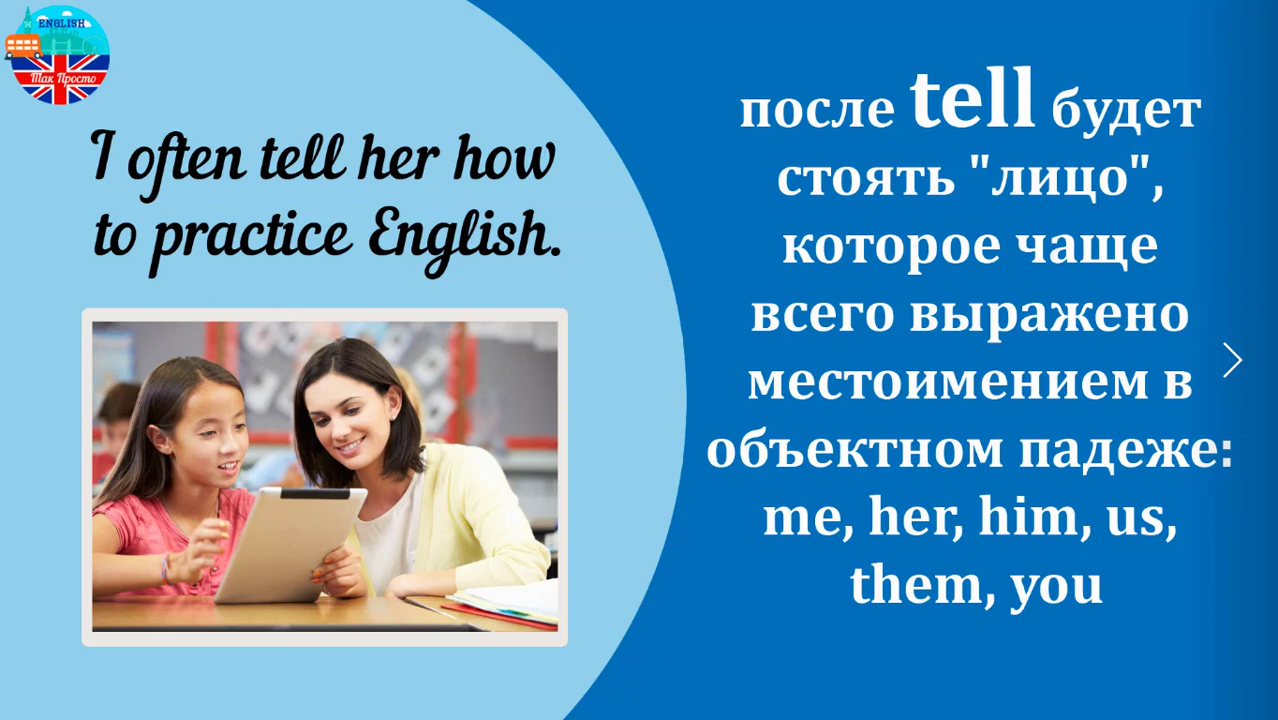 ENGLISH
Так Просто
I often tell her how
to practice English.
после tell будет
стоять "лицо",
которое чаще
всего выражено
местоимением в
объектном падеже:
me, her, him, us,
them, you